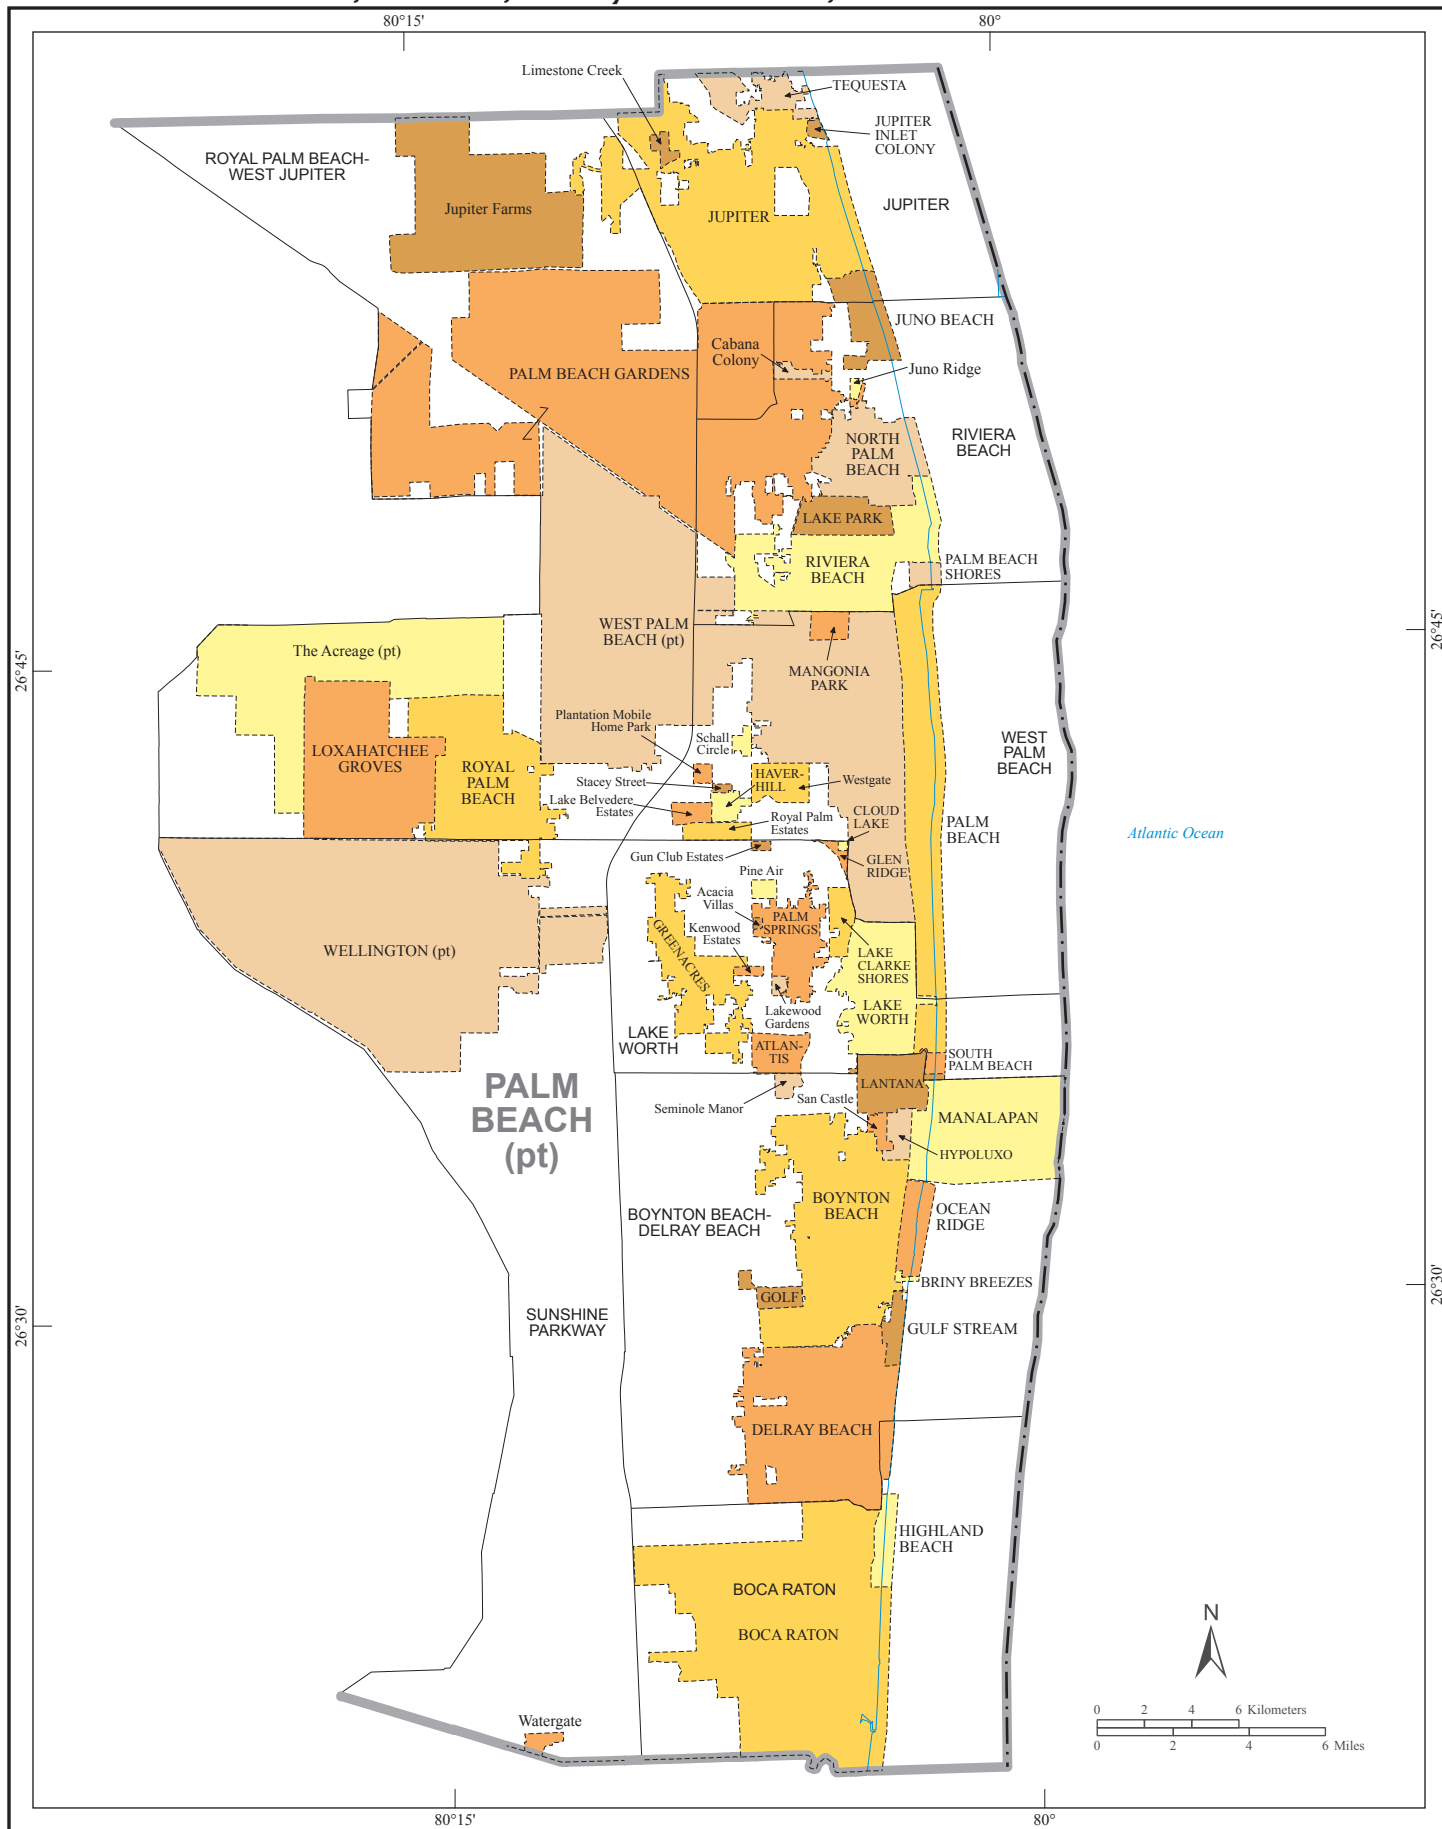 80°15'
80°
Limestone Creek
TEQUESTA
JUPITER
INLET
COLONY
ROYAL PALM BEACH-
WEST JUPITER
Jupiter Farms
JUPITER
JUPITER
JUNO BEACH
Cabana
Colony
Juno Ridge
PALM BEACH GARDENS
NORTH
PALM
BEACH
RIVIERA
BEACH
LAKE PARK
RIVIERA
BEACH
PALM BEACH
SHORES
WEST PALM
BEACH (pt)
26°45'
26°45'
The Acreage (pt)
MANGONIA
PARK
Plantation Mobile
Home Park
Schall
Circle
WEST
PALM
BEACH
LOXAHATCHEE
GROVES
ROYAL
PALM
BEACH
HAVER-
HILL
Westgate
Stacey Street
Lake Belvedere
Estates
Royal Palm
Estates
CLOUD
LAKE
PALM
BEACH
Atlantic Ocean
Gun Club Estates
GLEN
RIDGE
Pine Air
Acacia
Villas
PALM
SPRINGS
Kenwood
Estates
GREENACRES
WELLINGTON (pt)
LAKE
CLARKE
SHORES
Lakewood
Gardens
LAKE
WORTH
LAKE
WORTH
ATLAN-
TIS
SOUTH
PALM BEACH
LANTANA
PALM
BEACH
(pt)
Seminole Manor
San Castle
MANALAPAN
HYPOLUXO
BOYNTON
BEACH
OCEAN
RIDGE
BOYNTON BEACH-
DELRAY BEACH
BRINY BREEZES
GOLF
GULF STREAM
26°30'
26°30'
SUNSHINE
PARKWAY
DELRAY BEACH
HIGHLAND
BEACH
BOCA RATON
BOCA RATON
N
0 2 4 6 Kilometers
0 2 4 6 Miles
Watergate
80°15'
80°